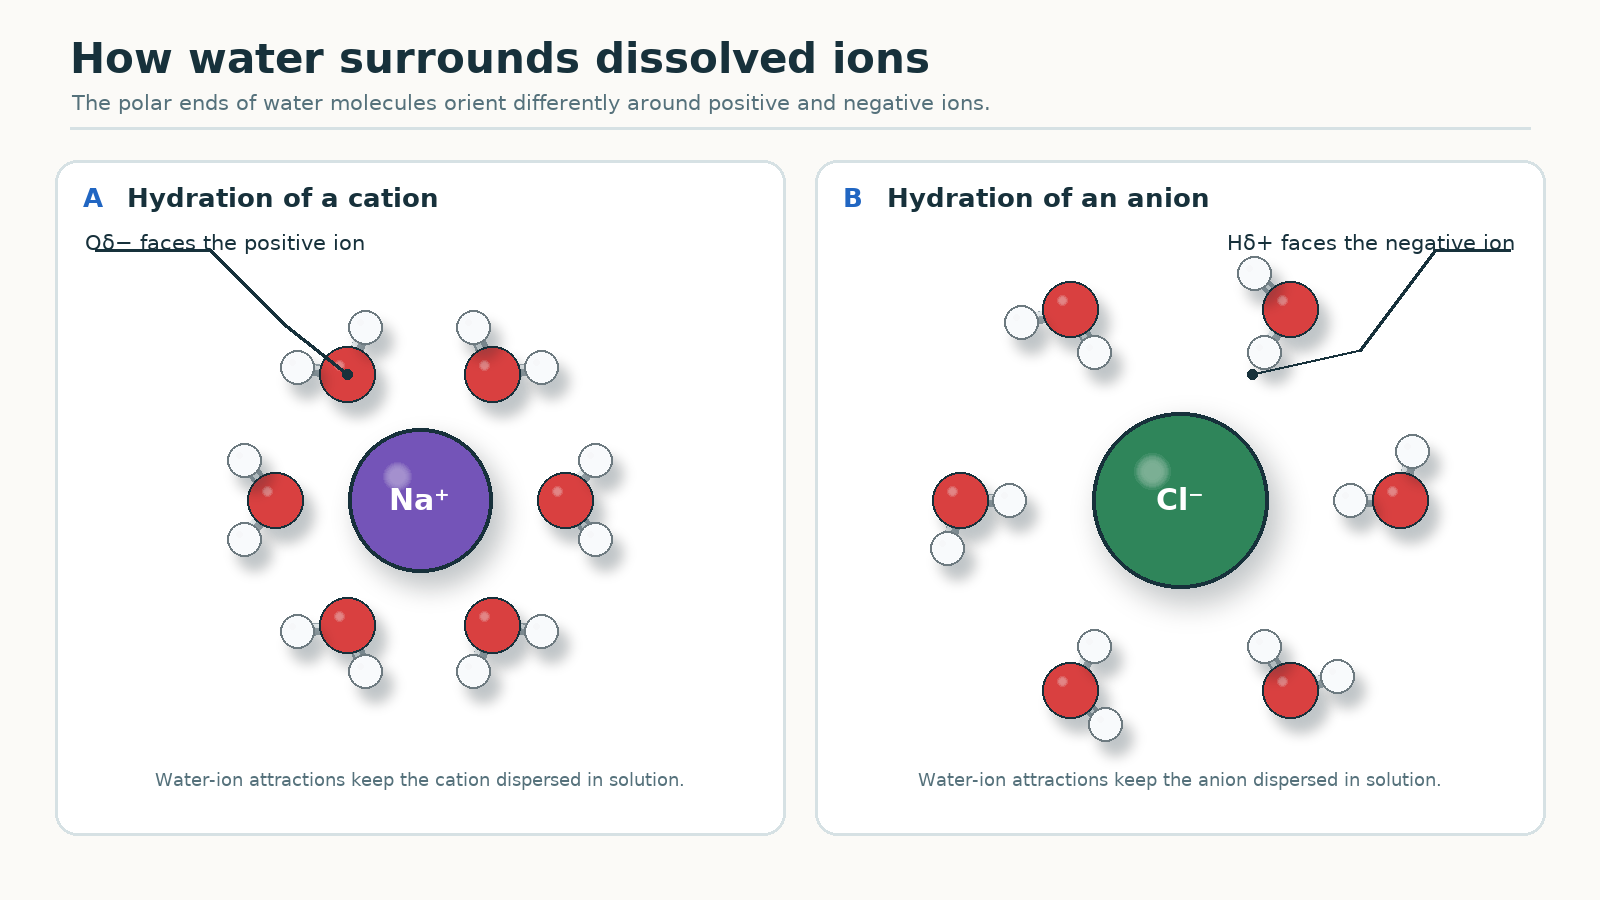 How water surrounds dissolved ions
The polar ends of water molecules orient differently around positive and negative ions.
A Hydration of a cation
Oδ− faces the positive ion
Na⁺
Water-ion attractions keep the cation dispersed in solution.
B Hydration of an anion
Hδ+ faces the negative ion
Cl⁻
Water-ion attractions keep the anion dispersed in solution.